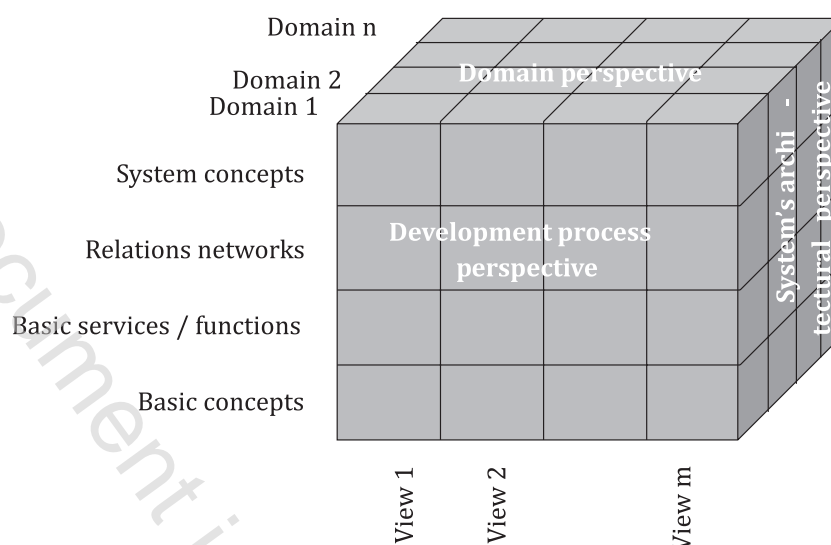 Domain n
Domain 2
Domain perspective
Domain 1
System concepts
Relations networks
Development process
perspective
Basic services / functions
Basic concepts
System's archi -
tectural perspective
View 1
View 2
View m
ocument i